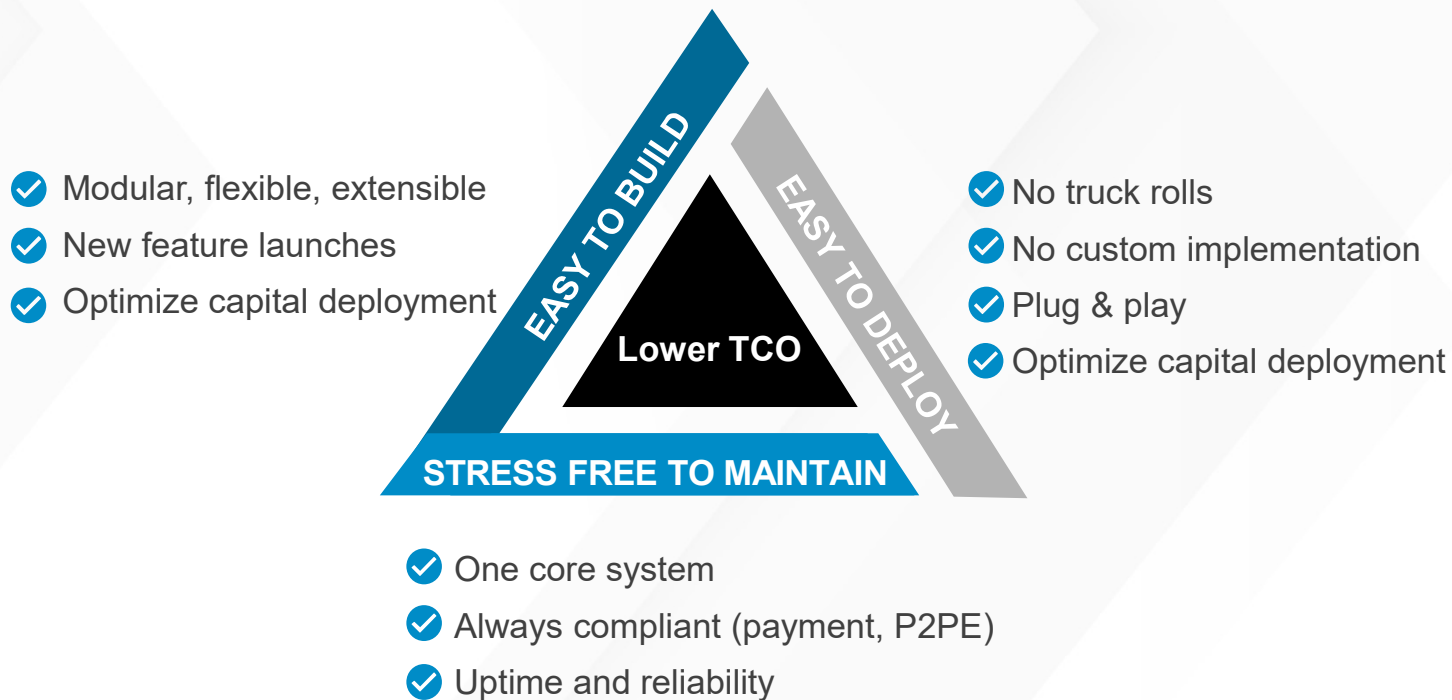 EASY TO BUILD
Modular, flexible, extensible
New feature launches
Optimize capital deployment
EASY TO DEPLOY
No truck rolls
No custom implementation
Plug & play
Optimize capital deployment
Lower TCO
STRESS FREE TO MAINTAIN
One core system
Always compliant (payment, P2PE)
Uptime and reliability